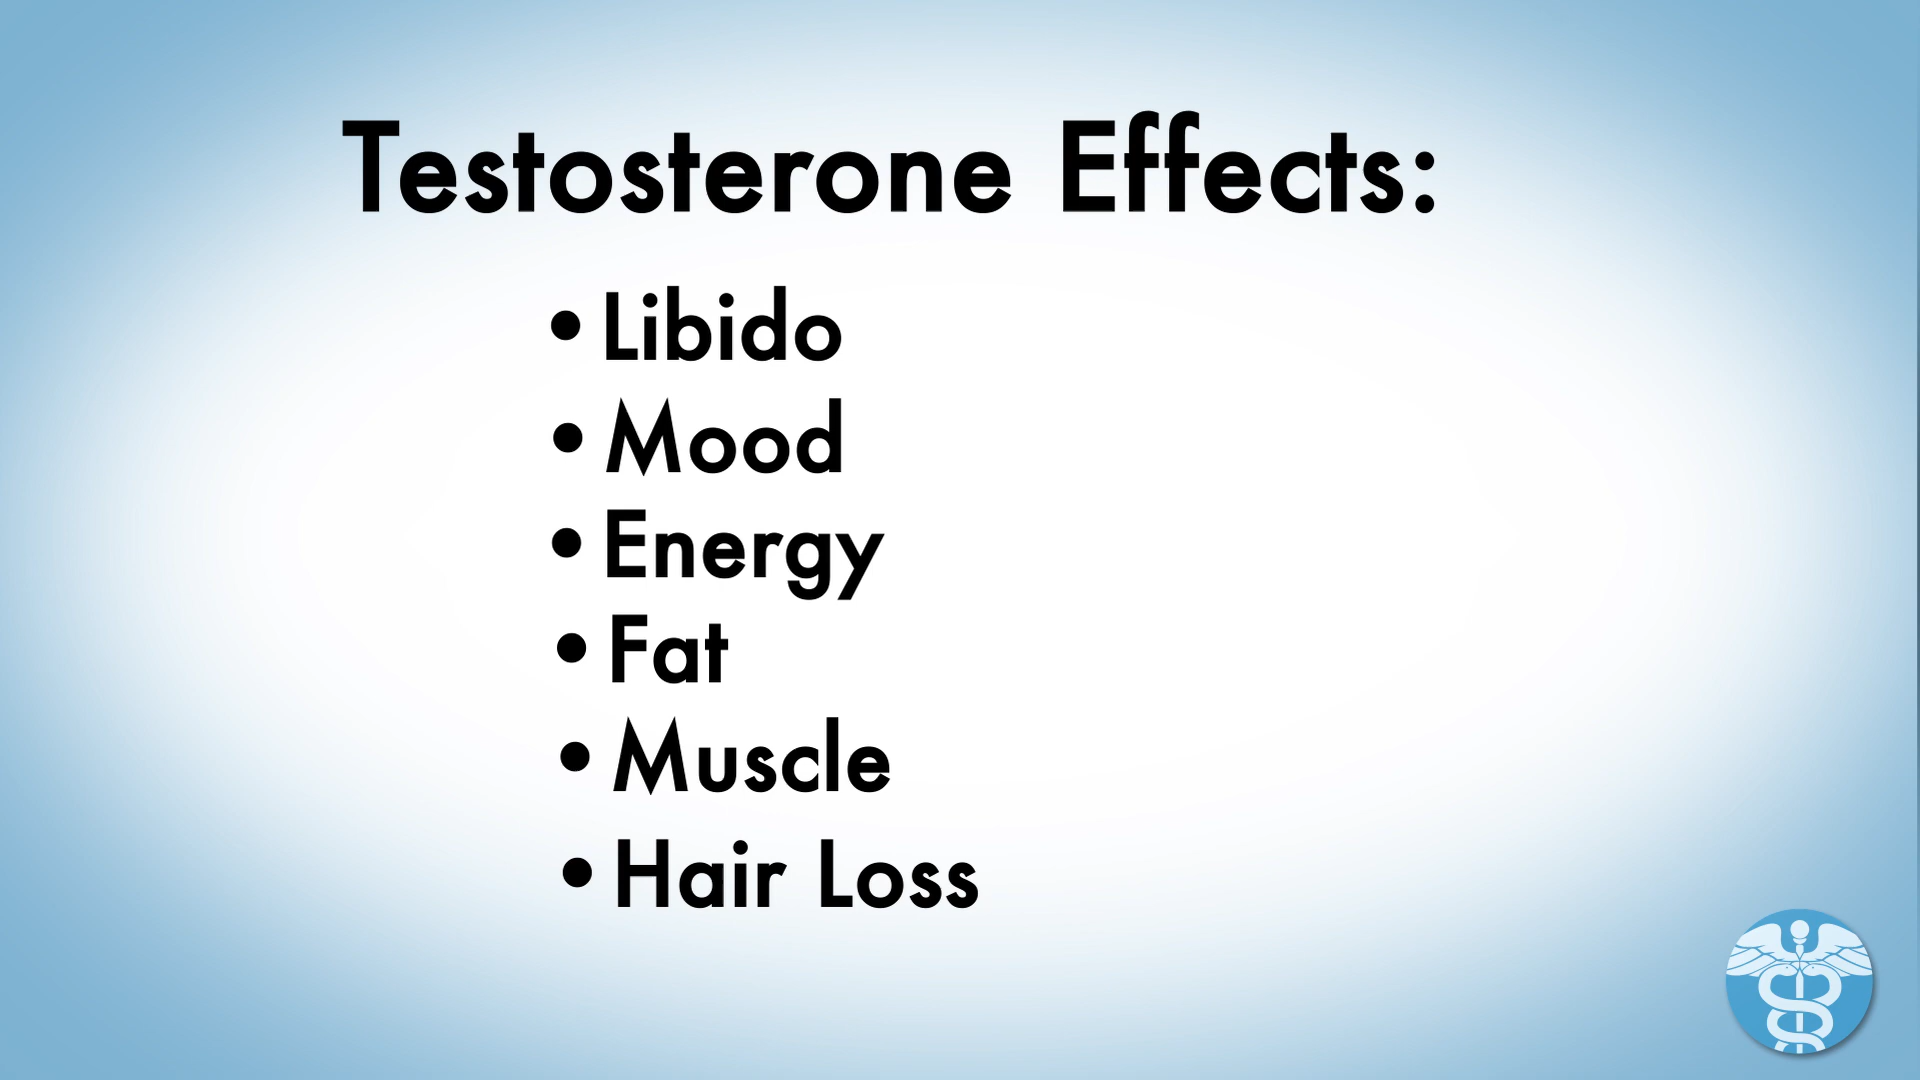 Testosterone Effects:
•Libido
•Mood
•Energy
•Fat
•Muscle
•Hair Loss